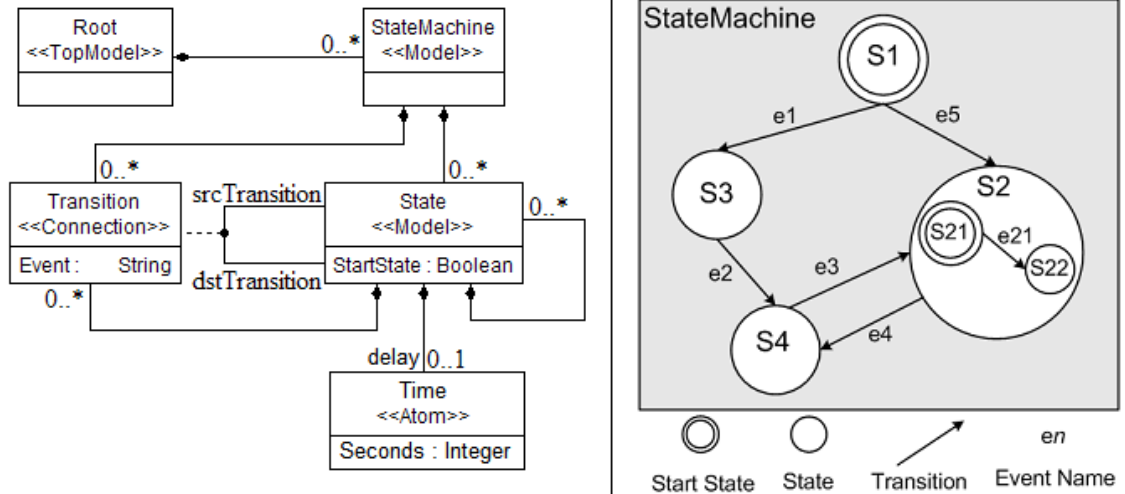 Root
<<TopModel>>
0..*
StateMachine
<<Model>>
0..*
0..*
Transition
<<Connection>>
Event : String
0..*
srcTransition
dstTransition
State
<<Model>>
StartState : Boolean
0..*
delay 0..1
Time
<<Atom>>
Seconds : Integer
StateMachine
S1
e1
e5
S3
S2
S21
e21
S22
e2
e3
e4
S4
en
Start State
State
Transition
Event Name